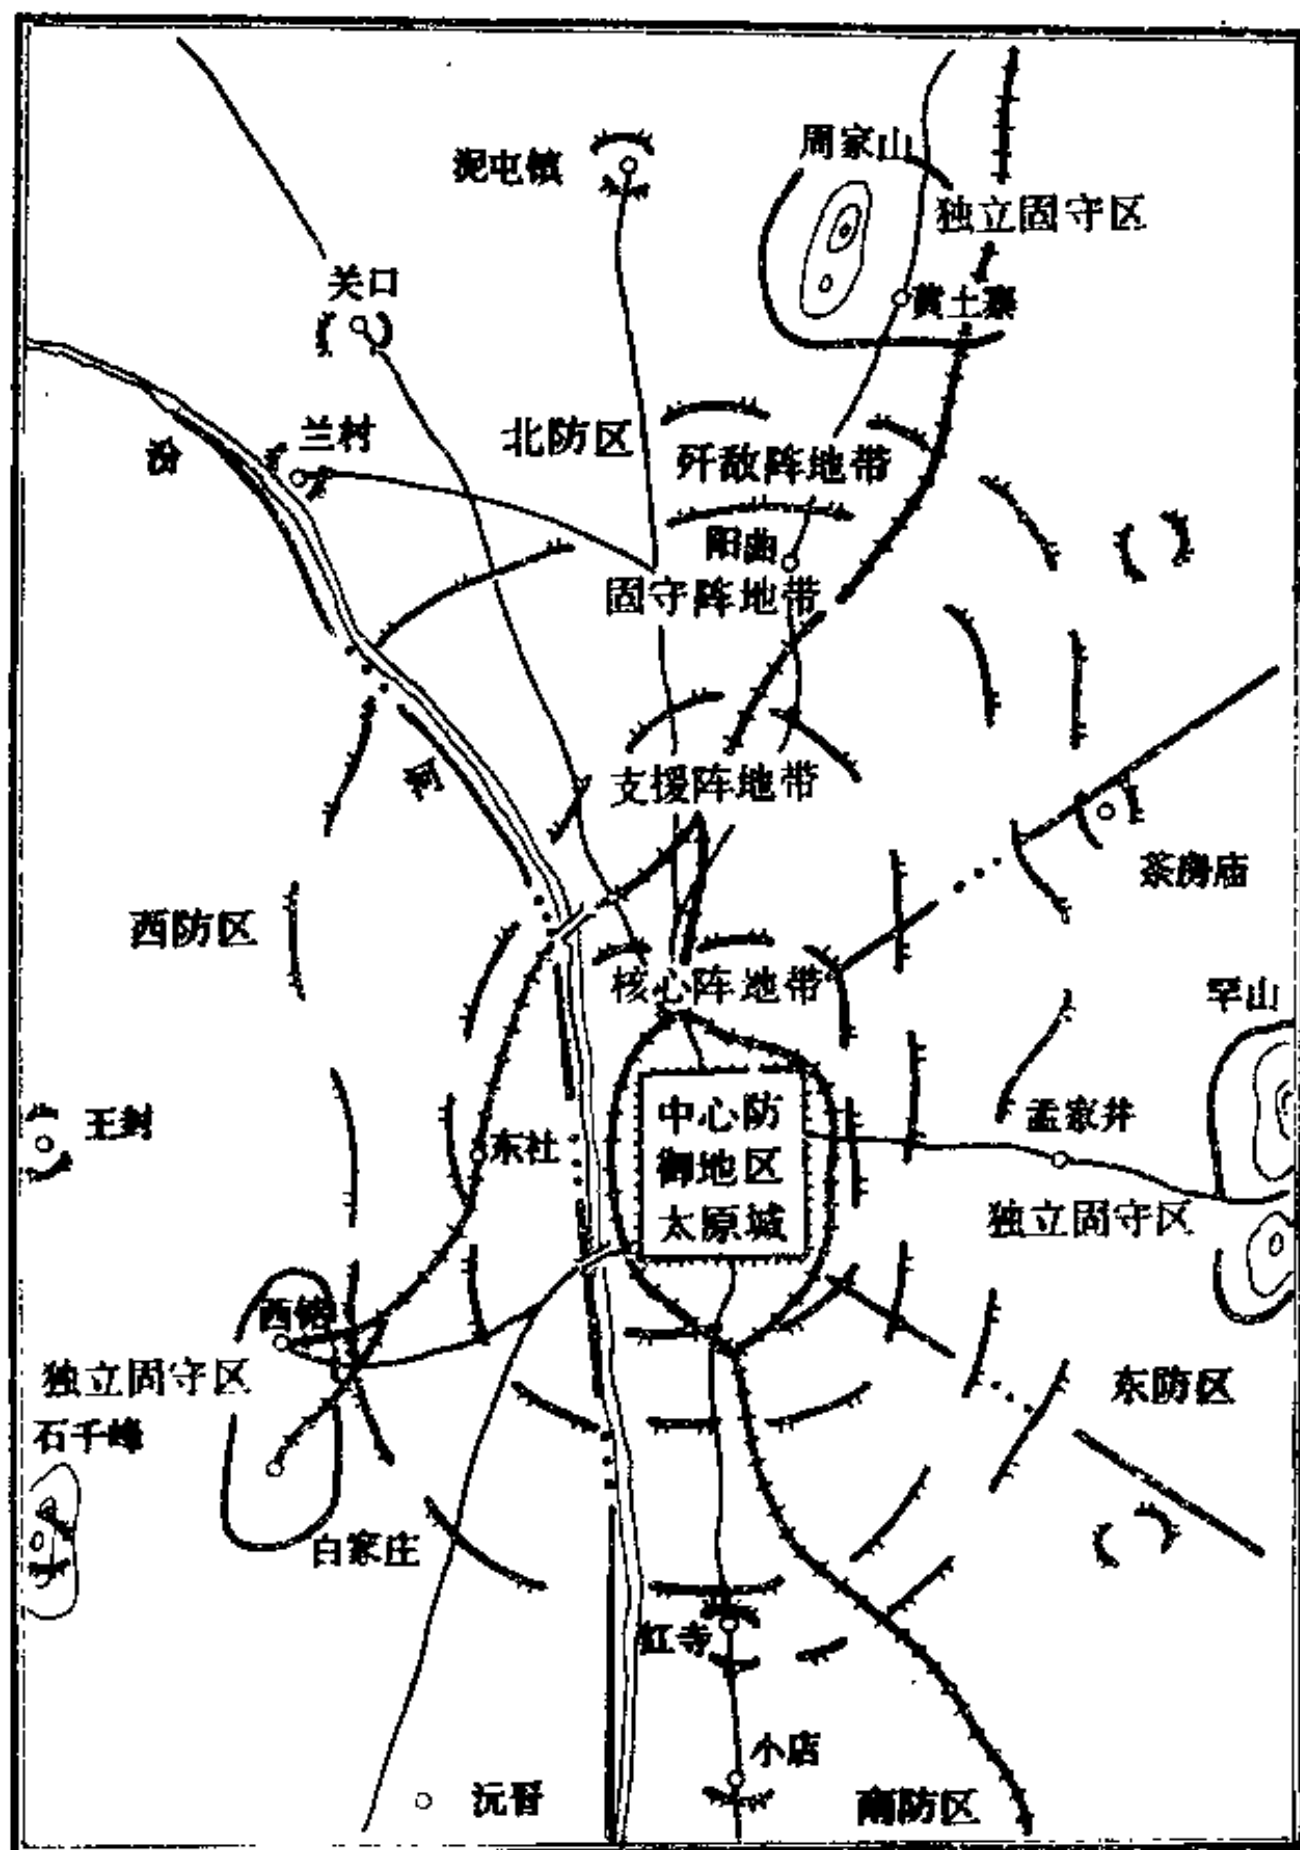 泥屯镇
周家山
独立固守区
关口
黄土寨
兰村
北防区
汾
歼敌阵地带
阳曲
固守阵地带
河
支援阵地带
茶房庙
西防区
核心阵地带
罕山
王封
东社
中心防
御地区
太原城
孟家井
独立固守区
西铭
独立固守区
石千峰
东防区
白家庄
红寺
小店
南防区